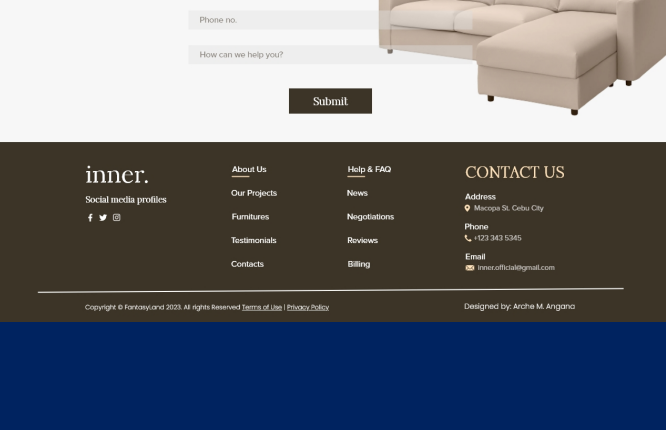 Phone no.
How can we help you?
Submit
inner.
Social media profiles
About Us
Our Projects
Furnitures
Testimonials
Contacts
Help & FAQ
News
Negotiations
Reviews
Billing
CONTACT US
Address
Macopa St, Cebu City
Phone
+123 343 5345
Email
Inner.official@gmail.com
Copyright © FantasyLand 2023. All rights Reserved Terms of Use | Privacy Policy
Designed by: Arche M. Angana